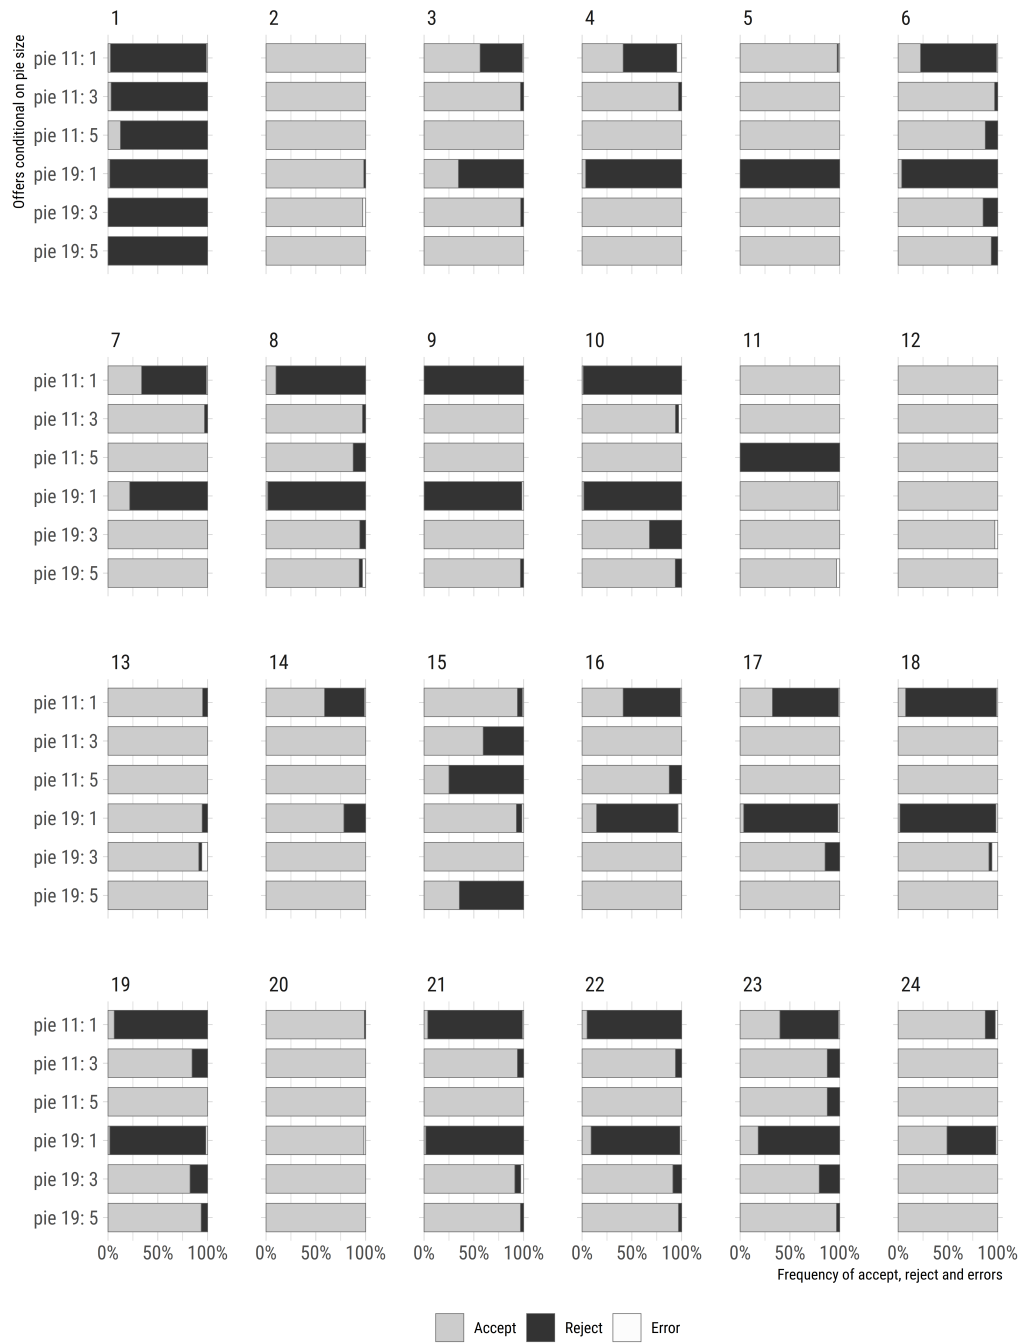 Offers conditional on pie size
1 2 3 4 5 6
pie 11: 1
pie 11: 3
pie 11: 5
pie 19: 1
pie 19: 3
pie 19: 5
7 8 9 10 11 12
pie 11: 1
pie 11: 3
pie 11: 5
pie 19: 1
pie 19: 3
pie 19: 5
13 14 15 16 17 18
pie 11: 1
pie 11: 3
pie 11: 5
pie 19: 1
pie 19: 3
pie 19: 5
19 20 21 22 23 24
pie 11: 1
pie 11: 3
pie 11: 5
pie 19: 1
pie 19: 3
pie 19: 5
0% 50% 100% 0% 50% 100% 0% 50% 100% 0% 50% 100% 0% 50% 100% 0% 50% 100%
Frequency of accept, reject and errors
Accept Reject Error